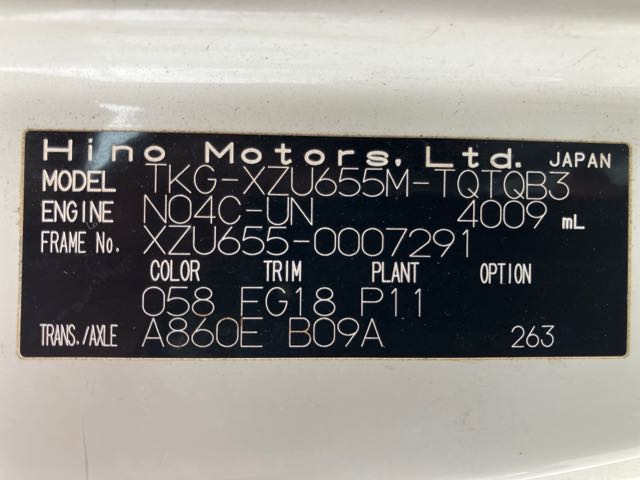 Hino Motors, Ltd. JAPAN
MODEL TKG-XZU655M-TQTQB3
ENGINE N04C-UN 4009 mL
FRAME No. XZU655-0007291
COLOR TRIM PLANT OPTION
058 FG18 P11
TRANS./AXLE A860E B09A 263